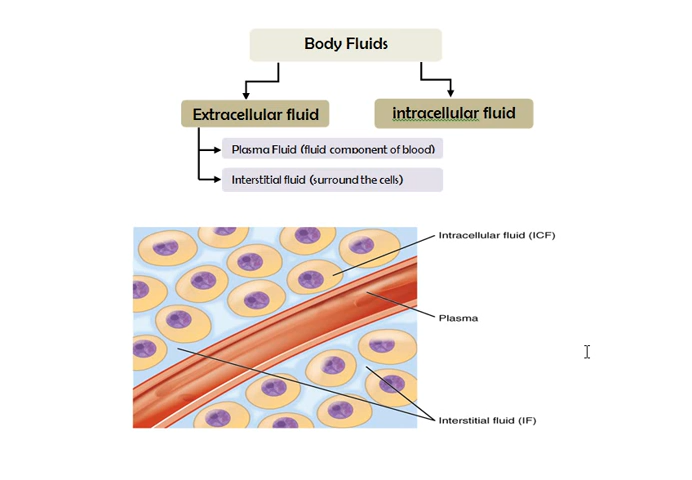 Body Fluids
Extracellular fluid
intracellular fluid
Plasma Fluid (fluid component of blood)
Interstitial fluid (surround the cells)
Intracellular fluid (ICF)
Plasma
Interstitial fluid (IF)